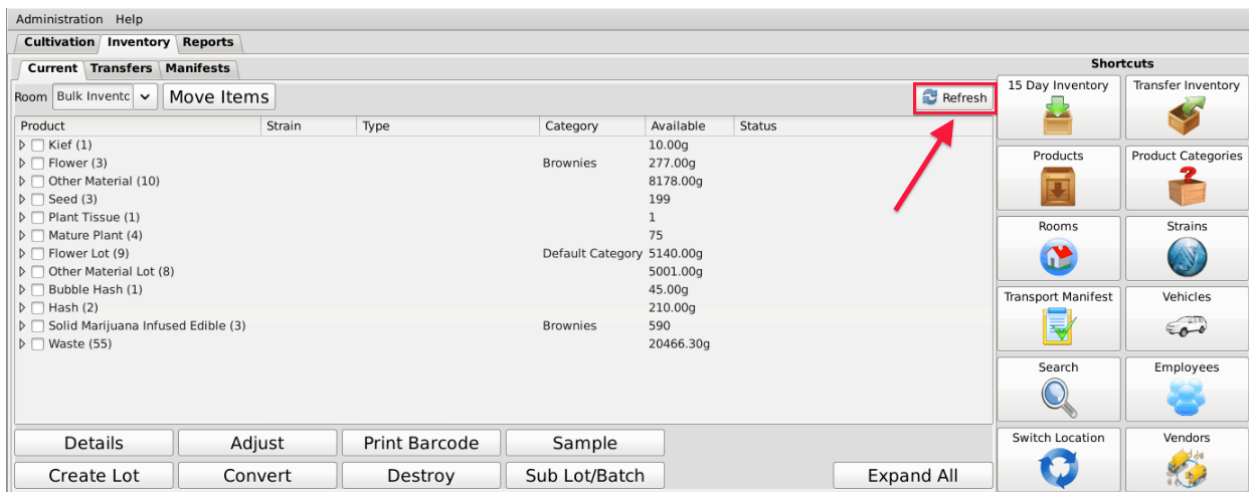 Administration Help
Cultivation Inventory Reports
Current Transfers Manifests
Room Bulk Inventc Move Items Refresh
Product Strain Type Category Available Status
Kief (1) 10.00g
Flower (3) Brownies 277.00g
Other Material (10) 8178.00g
Seed (3) 199
Plant Tissue (1) 1
Mature Plant (4) 75
Flower Lot (9) Default Category 5140.00g
Other Material Lot (8) 5001.00g
Bubble Hash (1) 45.00g
Hash (2) 210.00g
Solid Marijuana Infused Edible (3) Brownies 590
Waste (55) 20466.30g
Details Adjust Print Barcode Sample
Create Lot Convert Destroy Sub Lot/Batch Expand All
Shortcuts
15 Day Inventory Transfer Inventory
Products Product Categories
Rooms Strains
Transport Manifest Vehicles
Search Employees
Switch Location Vendors